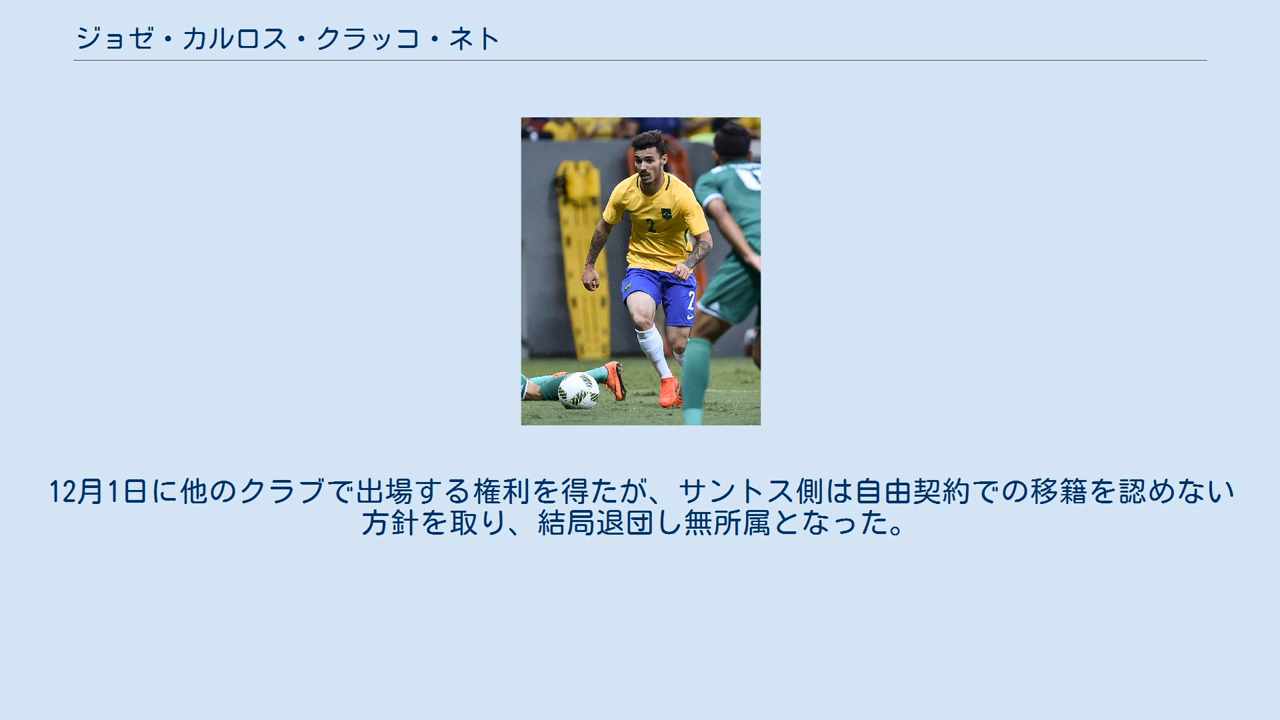 ジョゼ・カルロス・クラッコ・ネト
2
2
12月1日に他のクラブで出場する権利を得たが、サントス側は自由契約での移籍を認めない
方針を取り、結局退団し無所属となった。